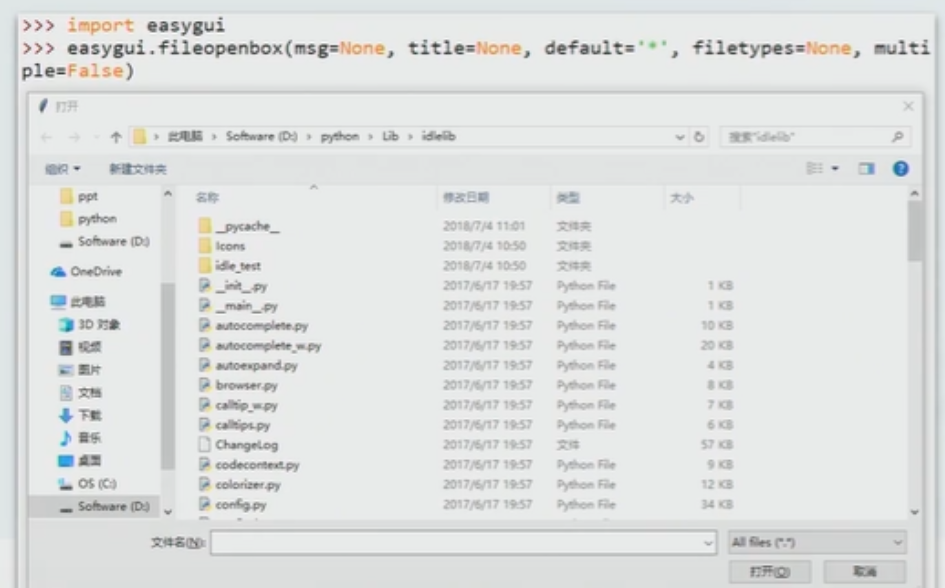 >>> import easygui
>>> easygui.fileopenbox(msg=None, title=None, default='*', filetypes=None, multi
ple=False)
打开
此电脑 › Software (D:) › python › Lib › idlelib
搜索"idlelib"
组织 新建文件夹
名称 修改日期 类型 大小
ppt
python
Software (D:)
OneDrive
此电脑
3D 对象
视频
图片
文档
下载
音乐
桌面
OS (C:)
Software (D:)
__pycache__ 2018/7/4 11:01 文件夹
Icons 2018/7/4 10:50 文件夹
idle_test 2018/7/4 10:50 文件夹
__init__.py 2017/6/17 19:57 Python File 1 KB
__main__.py 2017/6/17 19:57 Python File 1 KB
autocomplete.py 2017/6/17 19:57 Python File 10 KB
autocomplete_w.py 2017/6/17 19:57 Python File 20 KB
autoexpand.py 2017/6/17 19:57 Python File 4 KB
browser.py 2017/6/17 19:57 Python File 8 KB
calltip_w.py 2017/6/17 19:57 Python File 7 KB
calltips.py 2017/6/17 19:57 Python File 6 KB
ChangeLog 2017/6/17 19:57 文件 57 KB
codecontext.py 2017/6/17 19:57 Python File 9 KB
colorizer.py 2017/6/17 19:57 Python File 12 KB
config.py 2017/6/17 19:57 Python File 34 KB
文件名(N):
All files (*.*)
打开(O) 取消